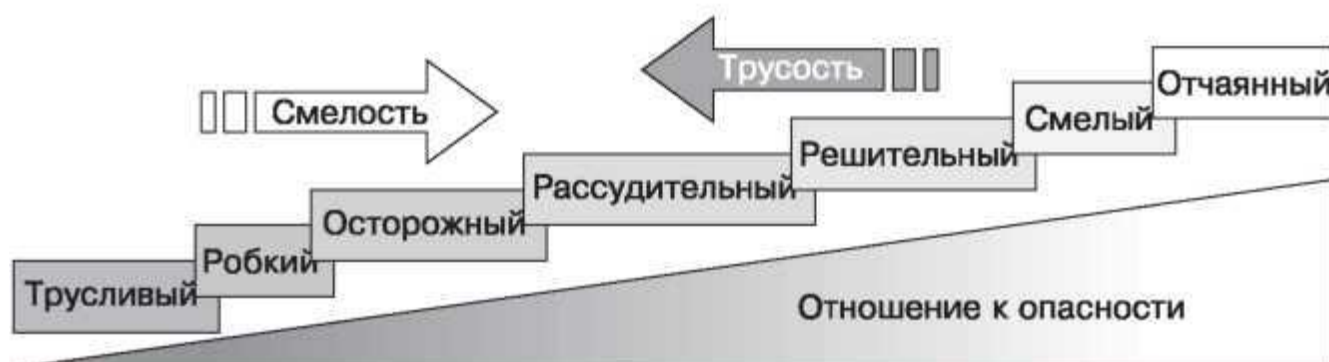 Трусость
Отчаянный
Смелость
Смелый
Решительный
Рассудительный
Осторожный
Робкий
Трусливый
Отношение к опасности